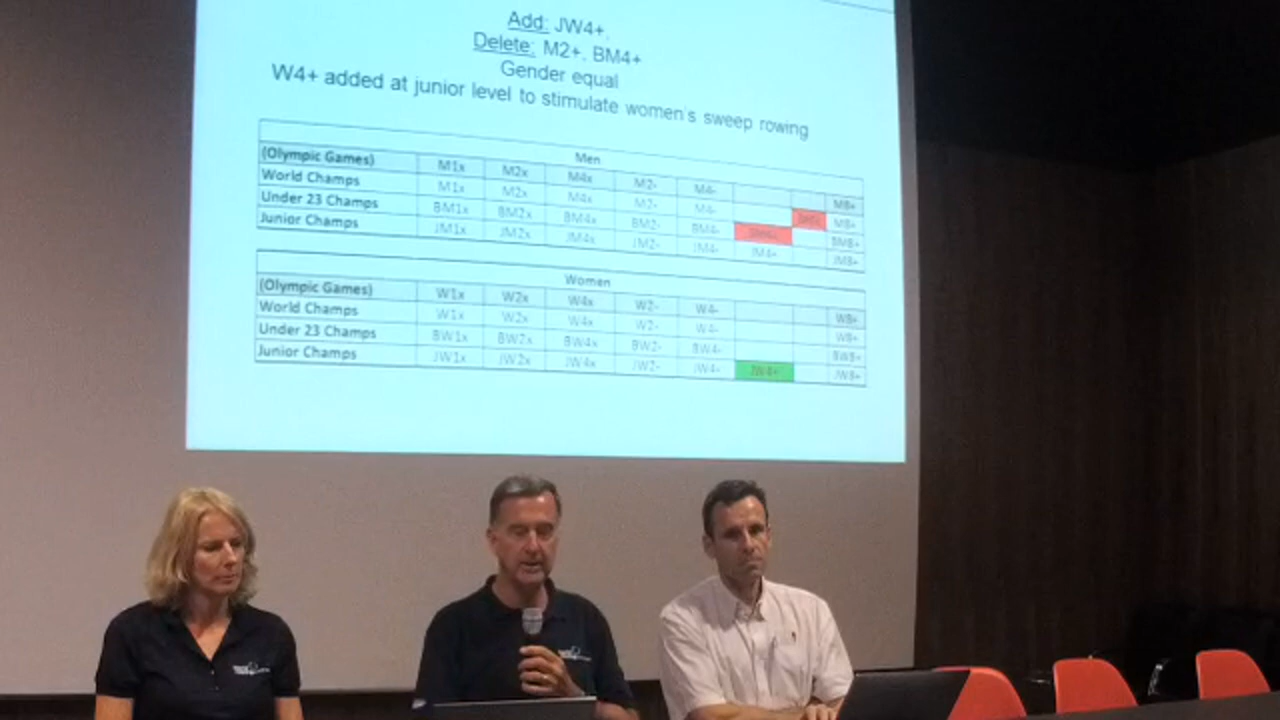 Add: JW4+.
Delete: M2+. BM4+
Gender equal
W4+ added at junior level to stimulate women's sweep rowing
Men
(Olympic Games) M1x M2x M4x M2- M4- M8+
World Champs M1x M2x M4x M2- M4- M8+
Under 23 Champs BM1x BM2x BM4x BM2- BM4- BM8+
Junior Champs JM1x JM2x JM4x JM2- JM4- JM4+ JM8+
Women
(Olympic Games) W1x W2x W4x W2- W4- W8+
World Champs W1x W2x W4x W2- W4- W8+
Under 23 Champs BW1x BW2x BW4x BW2- BW4- BW8+
Junior Champs JW1x JW2x JW4x JW2- JW4- JW4+ JW8+